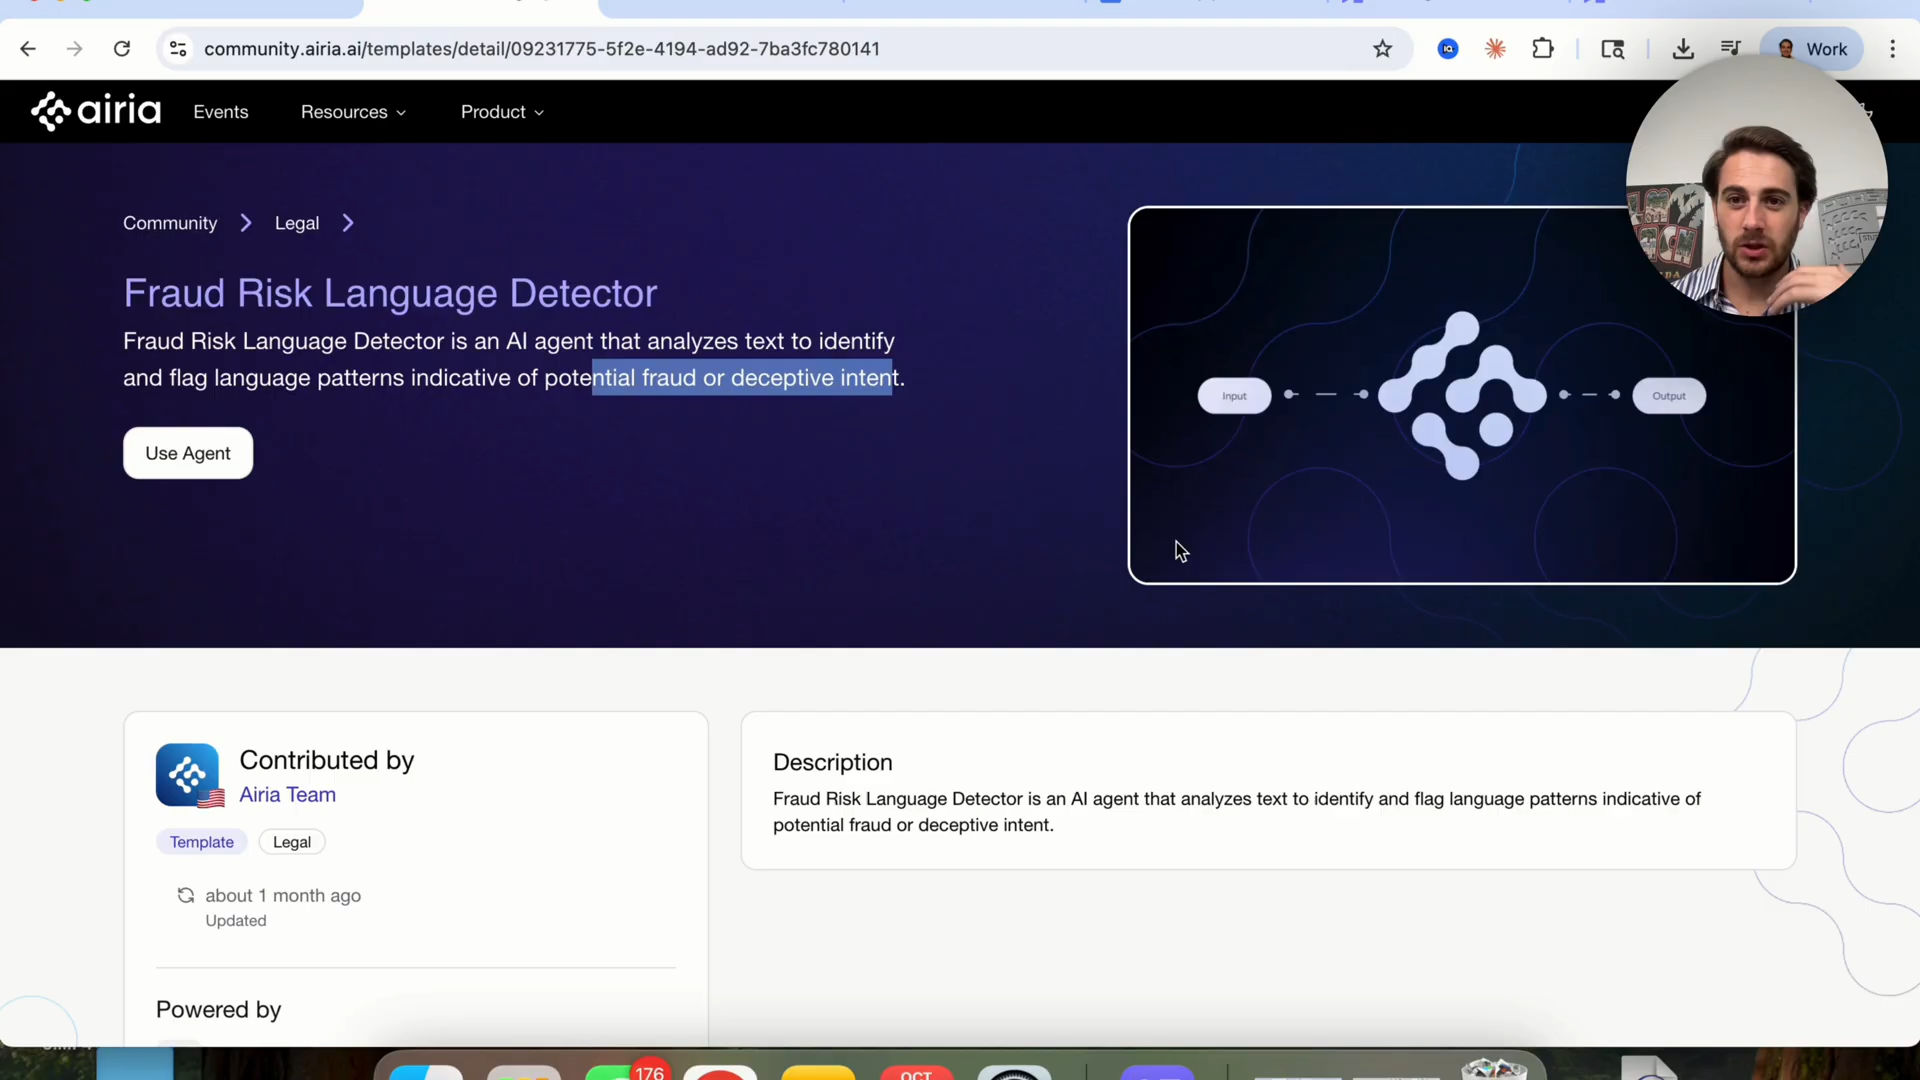 community.airia.ai/templates/detail/09231775-5f2e-4194-ad92-7ba3fc780141
Work
airia
Events
Resources
Product
Community
Legal
Fraud Risk Language Detector
Fraud Risk Language Detector is an AI agent that analyzes text to identify
and flag language patterns indicative of potential fraud or deceptive intent.
Use Agent
Input
Output
Contributed by
Airia Team
Template
Legal
about 1 month ago
Updated
Powered by
Description
Fraud Risk Language Detector is an AI agent that analyzes text to identify and flag language patterns indicative of
potential fraud or deceptive intent.
176
OCT